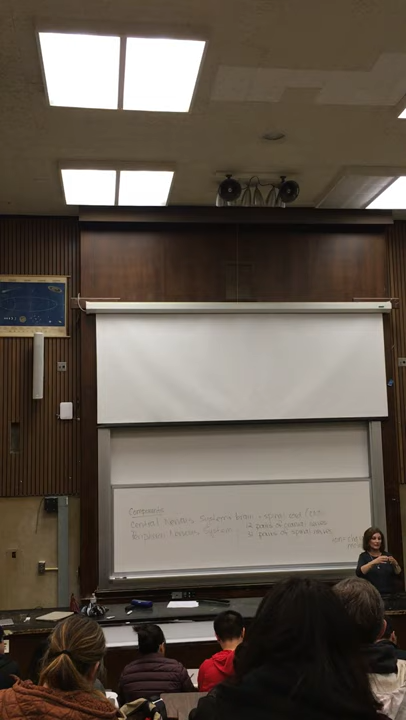 Components
Central Nervous System: brain + spinal cord (CNS)
Peripheral Nervous System: 12 pairs of cranial nerves
31 pairs of spinal nerves